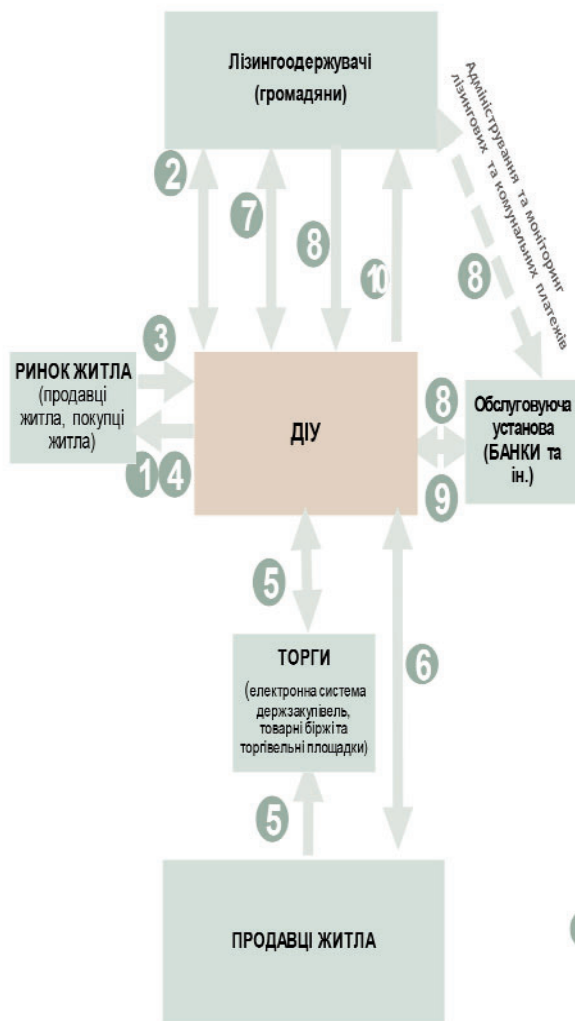 Лізингоодержувачі
(громадяни)
Адміністрування та моніторинг
лізингових та комунальних платежів
2
7
8
10
8
3
РИНОК ЖИТЛА
(продавці
житла, покупці
житла)
1 4
ДІУ
8
9
Обслуговуюча
установа
(БАНКИ та
ін.)
5
6
ТОРГИ
(електронна система
держзакупівель,
товарні біржі та
торгівельні площадки)
5
ПРОДАВЦІ ЖИТЛА